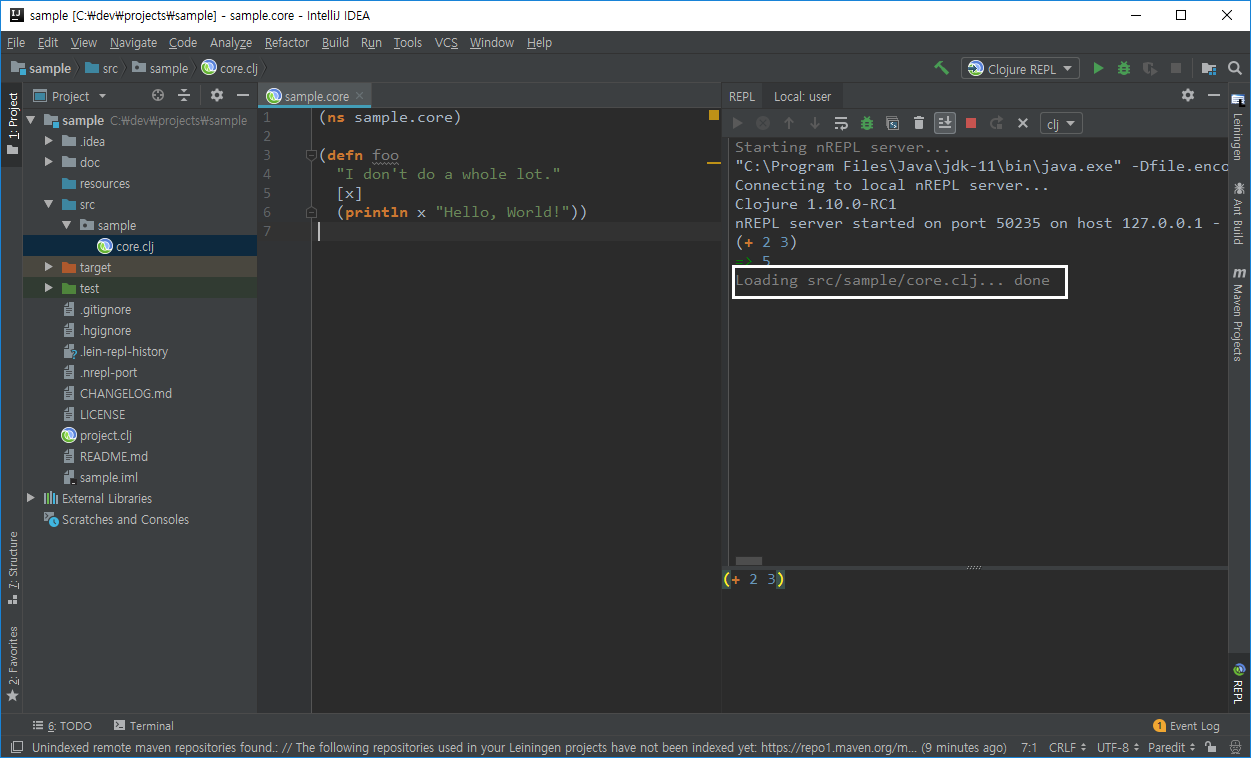 sample [C:₩dev₩projects₩sample] - sample.core - IntelliJ IDEA
File Edit View Navigate Code Analyze Refactor Build Run Tools VCS Window Help
sample src sample core.clj Clojure REPL
1: Project
7: Structure
2: Favorites
Project
sample C:₩dev₩projects₩sample
.idea
doc
resources
src
sample
core.clj
target
test
.gitignore
.hgignore
.lein-repl-history
.nrepl-port
CHANGELOG.md
LICENSE
project.clj
README.md
sample.iml
External Libraries
Scratches and Consoles
sample.core
1 (ns sample.core)
2
3 (defn foo
4 "I don't do a whole lot."
5 [x]
6 (println x "Hello, World!"))
7
REPL Local: user
clj
Starting nREPL server...
"C:\Program Files\Java\jdk-11\bin\java.exe" -Dfile.enco
Connecting to local nREPL server...
Clojure 1.10.0-RC1
nREPL server started on port 50235 on host 127.0.0.1 -
(+ 2 3)
=> 5
Loading src/sample/core.clj... done
(+ 2 3)
Leiningen
Ant Build
Maven Projects
REPL
6: TODO Terminal Event Log
Unindexed remote maven repositories found.: // The following repositories used in your Leiningen projects have not been indexed yet: https://repo1.maven.org/m... (9 minutes ago) 7:1 CRLF UTF-8 Paredit